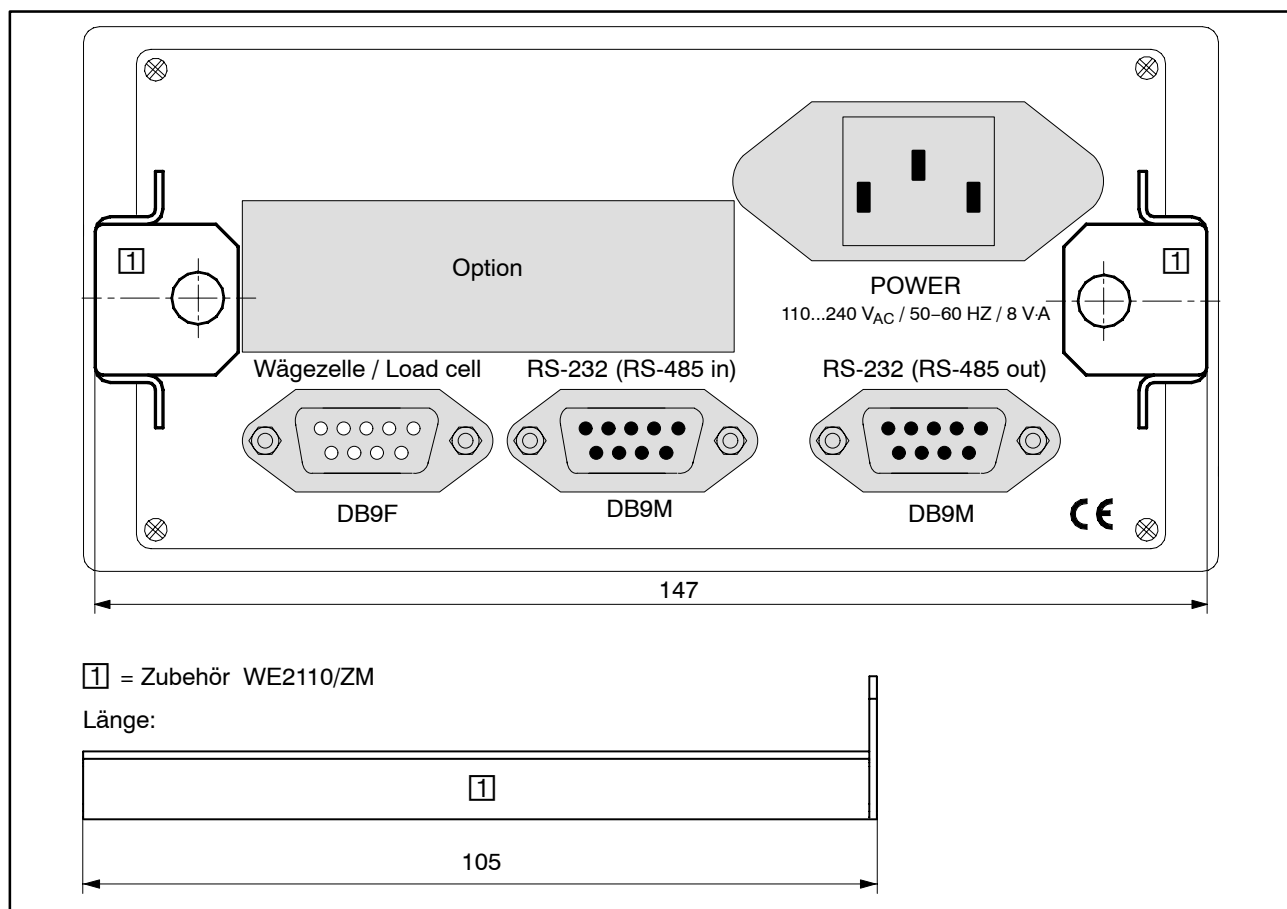 Option
1
1
POWER
110...240 VAC / 50−60 HZ / 8 V·A
Wägezelle / Load cell
RS-232 (RS-485 in)
RS-232 (RS-485 out)
DB9F
DB9M
DB9M
CE
147
1 = Zubehör WE2110/ZM
Länge:
1
105